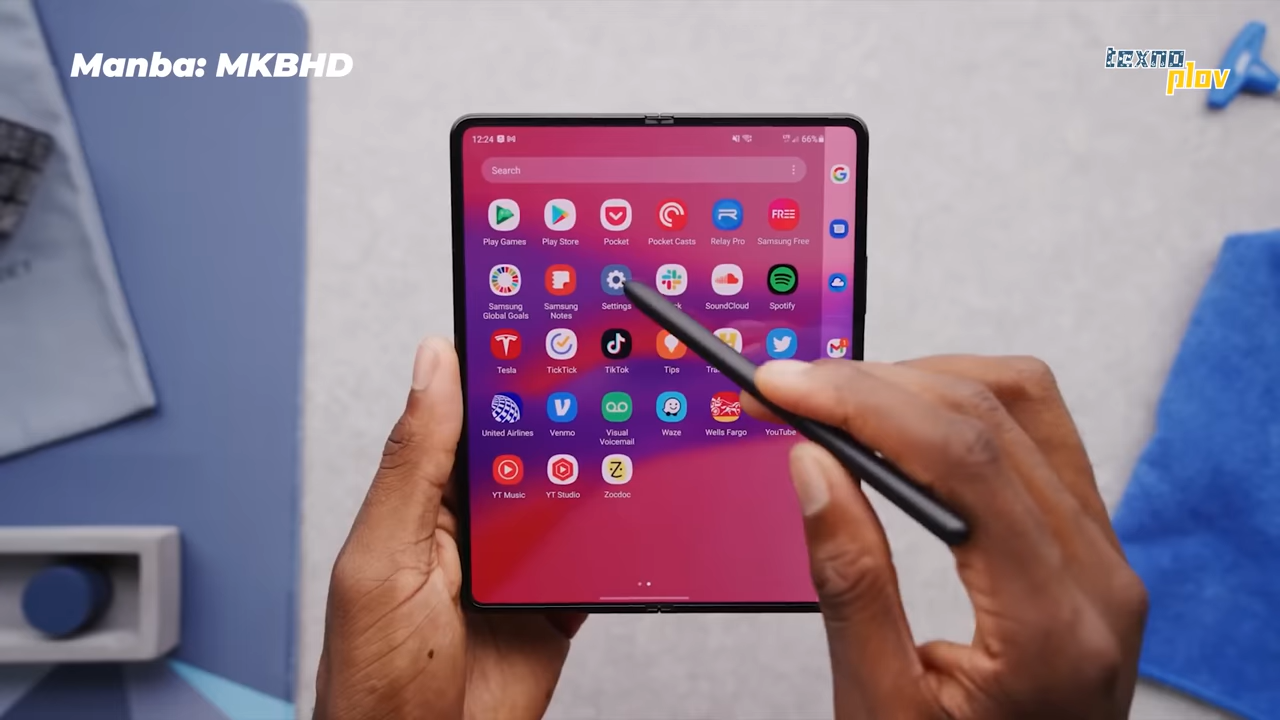 Manba: MKBHD
texno
plov
12:24
66%
Search
Play Games
Play Store
Pocket
Pocket Casts
Relay Pro
FREE
Samsung Free
Samsung
Global Goals
Samsung
Notes
Settings
SoundCloud
Spotify
Tesla
TickTick
TikTok
Tips
United Airlines
Venmo
Visual
Voicemail
Waze
Wells Fargo
YouTube
YT Music
YT Studio
Zocdoc